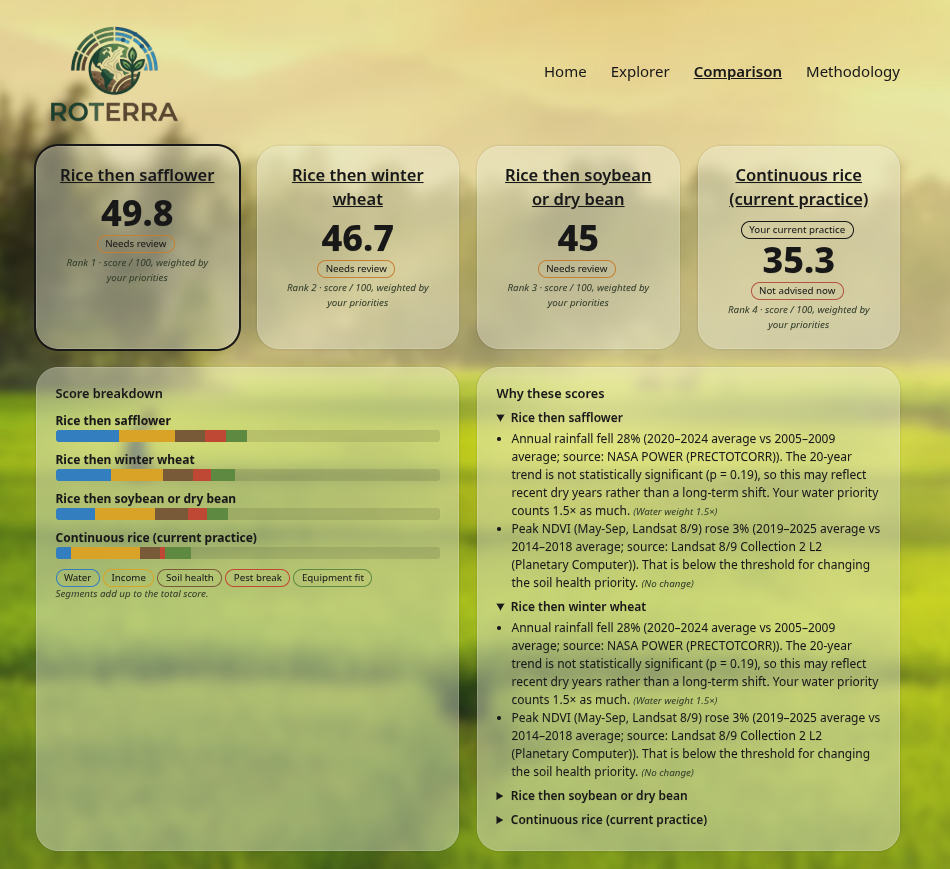 ROTERRA
Home Explorer Comparison Methodology
Rice then safflower
49.8
Needs review
Rank 1 · score / 100, weighted by
your priorities
Rice then winter
wheat
46.7
Needs review
Rank 2 · score / 100, weighted by
your priorities
Rice then soybean
or dry bean
45
Needs review
Rank 3 · score / 100, weighted by
your priorities
Continuous rice
(current practice)
Your current practice
35.3
Not advised now
Rank 4 · score / 100, weighted by
your priorities
Score breakdown
Rice then safflower
Rice then winter wheat
Rice then soybean or dry bean
Continuous rice (current practice)
Water Income Soil health Pest break Equipment fit
Segments add up to the total score.
Why these scores
▼ Rice then safflower
• Annual rainfall fell 28% (2020–2024 average vs 2005–2009
average; source: NASA POWER (PRECTOTCORR)). The 20-year
trend is not statistically significant (p = 0.19), so this may reflect
recent dry years rather than a long-term shift. Your water priority
counts 1.5× as much. (Water weight 1.5×)
• Peak NDVI (May-Sep, Landsat 8/9) rose 3% (2019–2025 average vs
2014–2018 average; source: Landsat 8/9 Collection 2 L2
(Planetary Computer)). That is below the threshold for changing
the soil health priority. (No change)
▼ Rice then winter wheat
• Annual rainfall fell 28% (2020–2024 average vs 2005–2009
average; source: NASA POWER (PRECTOTCORR)). The 20-year
trend is not statistically significant (p = 0.19), so this may reflect
recent dry years rather than a long-term shift. Your water priority
counts 1.5× as much. (Water weight 1.5×)
• Peak NDVI (May-Sep, Landsat 8/9) rose 3% (2019–2025 average vs
2014–2018 average; source: Landsat 8/9 Collection 2 L2
(Planetary Computer)). That is below the threshold for changing
the soil health priority. (No change)
▶ Rice then soybean or dry bean
▶ Continuous rice (current practice)